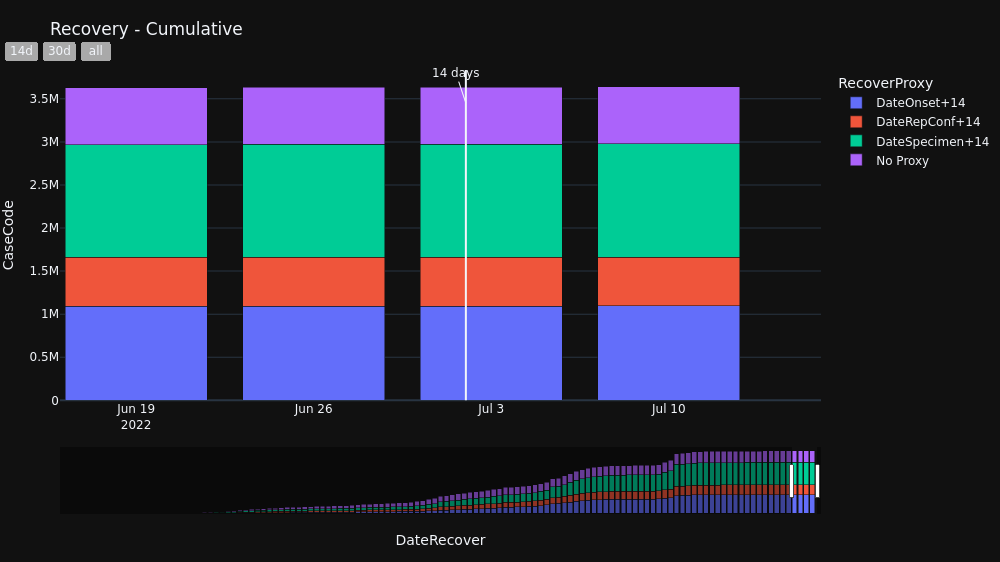 Recovery - Cumulative
14d
30d
all
14 days
RecoverProxy
DateOnset+14
DateRepConf+14
DateSpecimen+14
No Proxy
CaseCode
3.5M
3M
2.5M
2M
1.5M
1M
0.5M
0
Jun 19
2022
Jun 26
Jul 3
Jul 10
DateRecover